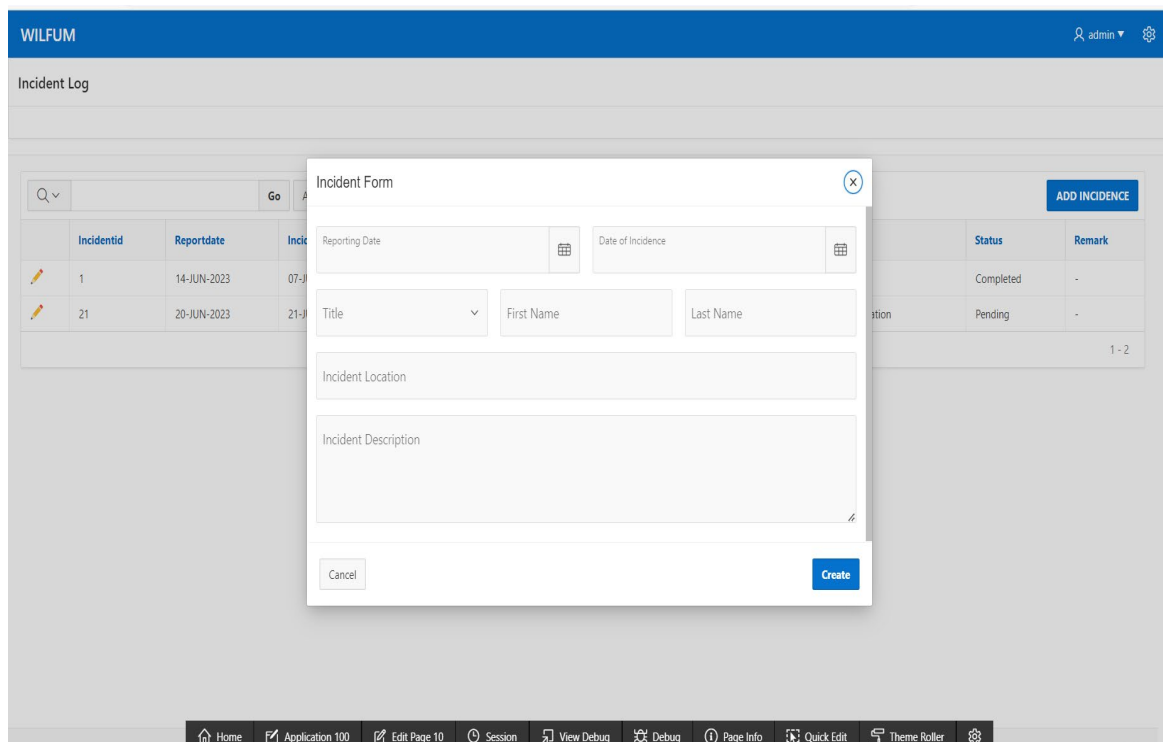 WILFUM admin
Incident Log
Go ADD INCIDENCE
Incidentid Reportdate Status Remark
1 14-JUN-2023 Completed -
21 20-JUN-2023 Pending -
1 - 2
Incident Form
Reporting Date Date of Incidence
Title First Name Last Name
Incident Location
Incident Description
Cancel Create
Home Application 100 Edit Page 10 Session View Debug Debug Page Info Quick Edit Theme Roller